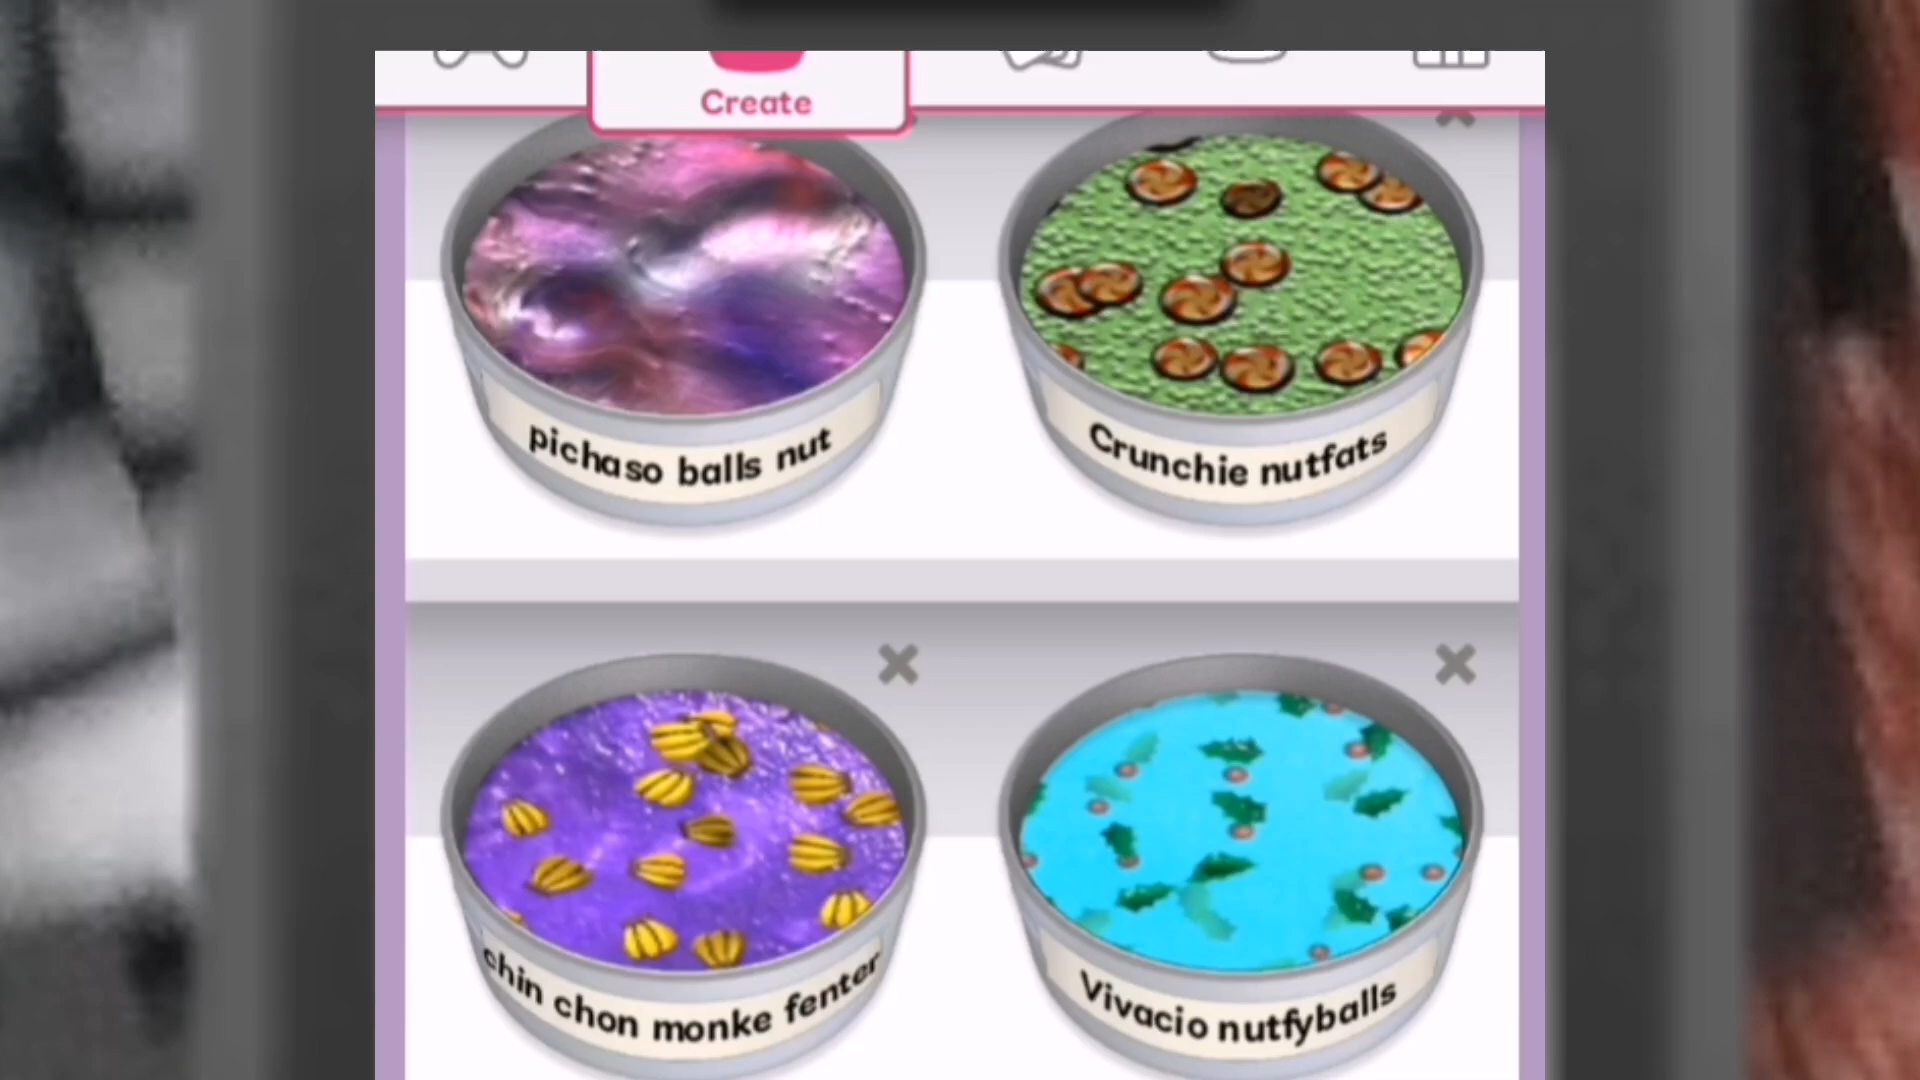 Create
pichaso balls nut
Crunchie nutfats
chin chon monke fenter
Vivacio nutfyballs